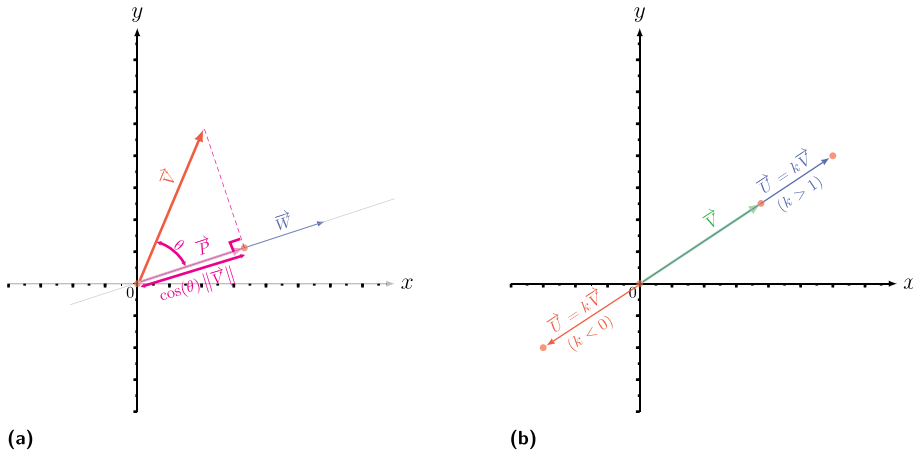 y
y
V⃗
θ
P⃗
W⃗
cos(θ) ‖V⃗‖
0
x
V⃗
U⃗ = kV⃗
(k > 1)
0
x
U⃗ = kV⃗
(k < 0)
(a)
(b)